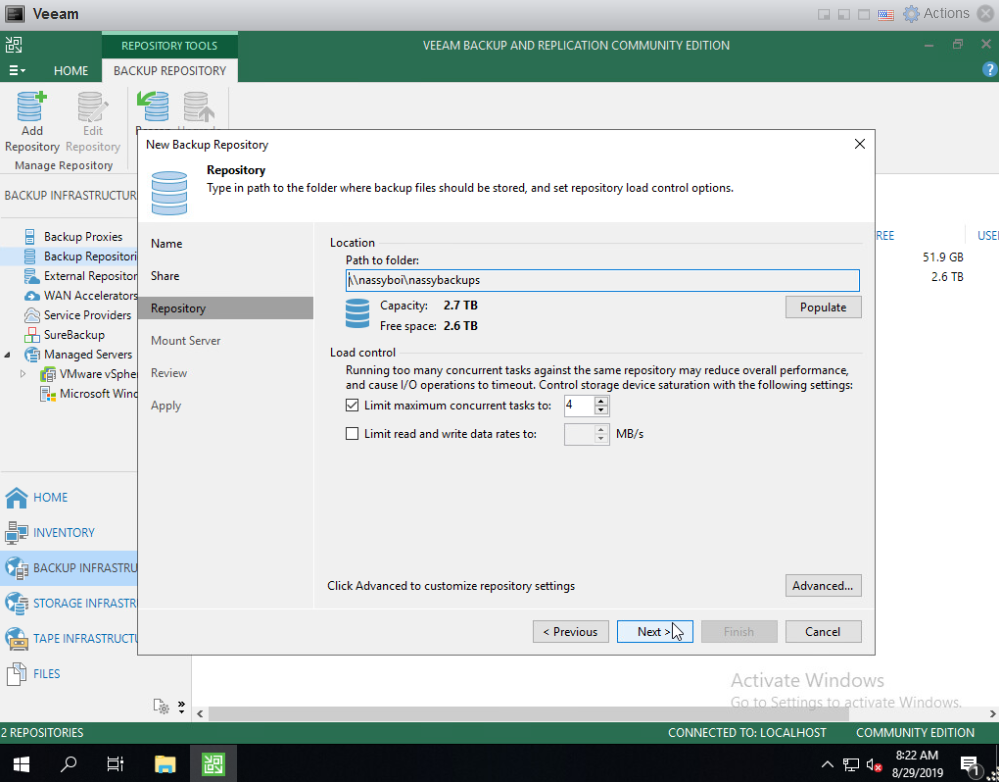 Veeam
Actions
REPOSITORY TOOLS
VEEAM BACKUP AND REPLICATION COMMUNITY EDITION
HOME
BACKUP REPOSITORY
Add
Repository
Edit
Repository
Manage Repository
New Backup Repository
Repository
Type in path to the folder where backup files should be stored, and set repository load control options.
BACKUP INFRASTRUCTUR
Backup Proxies
Backup Repositori
External Repositor
WAN Accelerators
Service Providers
SureBackup
Managed Servers
VMware vSphe
Microsoft Wind
HOME
INVENTORY
BACKUP INFRASTRU
STORAGE INFRASTR
TAPE INFRASTRUCTU
FILES
Name
Share
Repository
Mount Server
Review
Apply
Location
Path to folder:
\\nassyboi\nassybackups
Capacity: 2.7 TB
Free space: 2.6 TB
Populate
Load control
Running too many concurrent tasks against the same repository may reduce overall performance,
and cause I/O operations to timeout. Control storage device saturation with the following settings:
Limit maximum concurrent tasks to: 4
Limit read and write data rates to: MB/s
Click Advanced to customize repository settings
Advanced...
< Previous
Next >
Finish
Cancel
REE
USE
51.9 GB
2.6 TB
Activate Windows
Go to Settings to activate Windows.
2 REPOSITORIES
CONNECTED TO: LOCALHOST
COMMUNITY EDITION
8:22 AM
8/29/2019
1